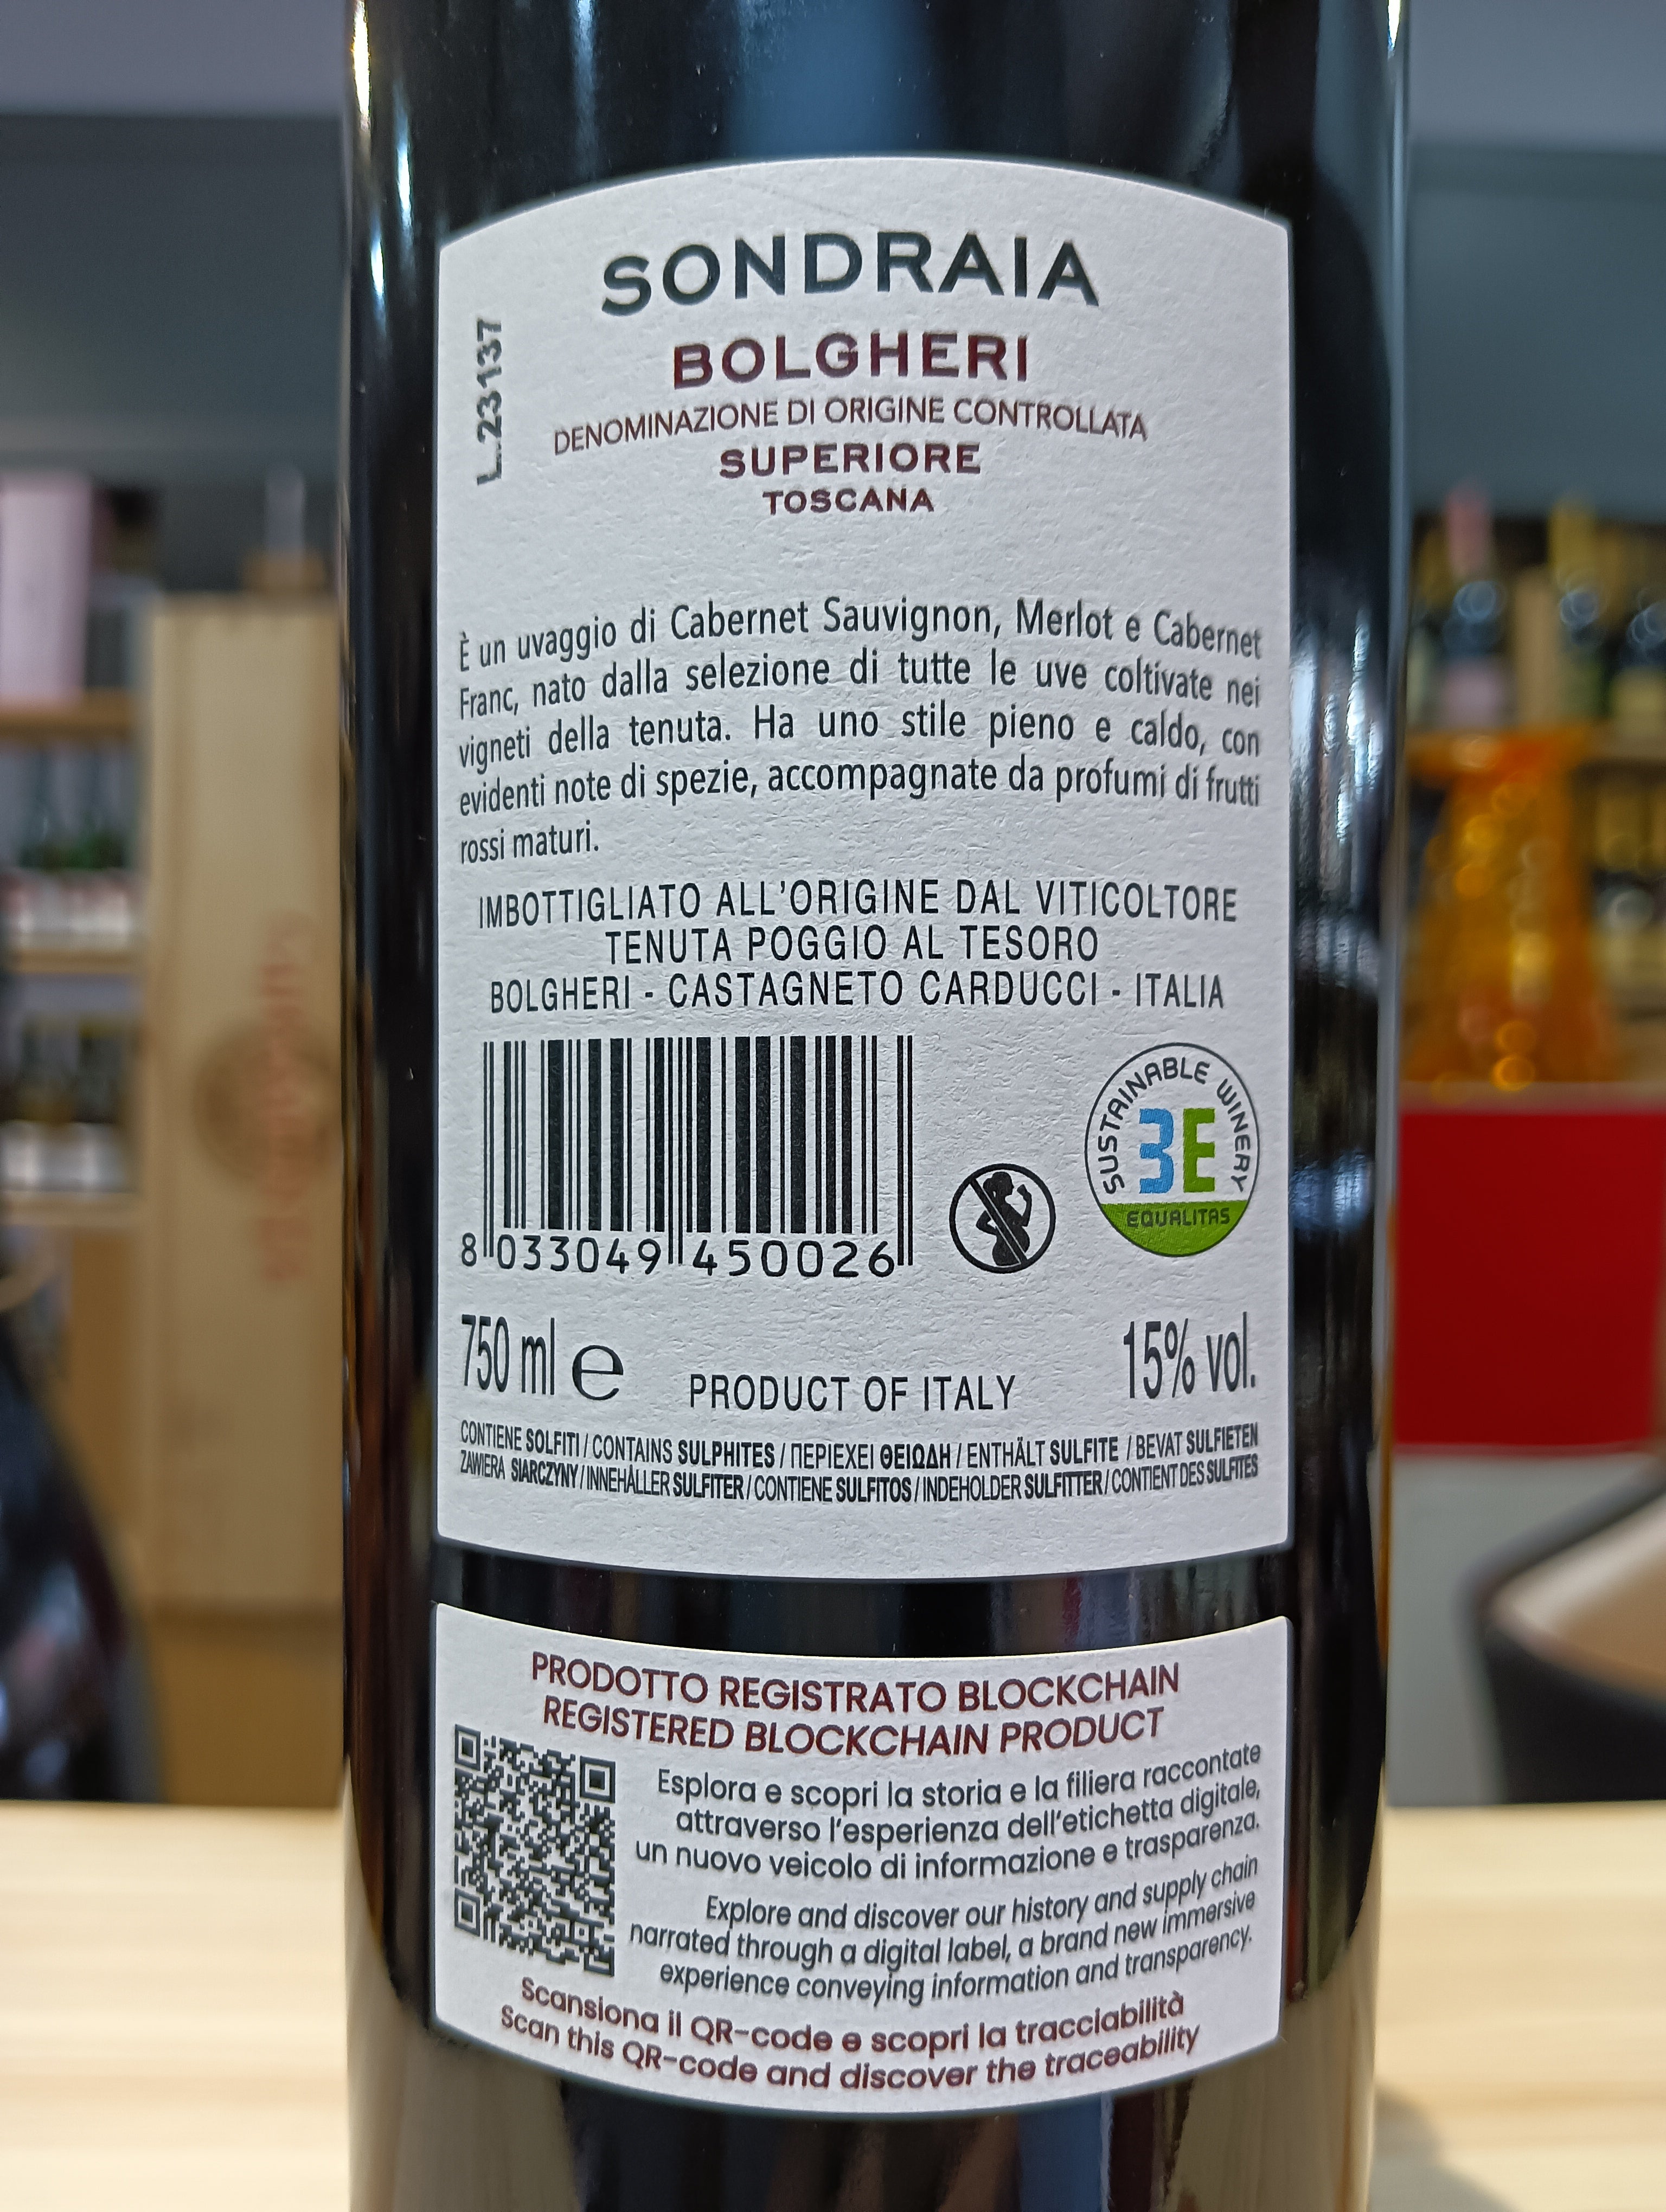 SONDRAIA
BOLGHERI
DENOMINAZIONE DI ORIGINE CONTROLLATA
SUPERIORE
TOSCANA
L.23137
È un uvaggio di Cabernet Sauvignon, Merlot e Cabernet
Franc, nato dalla selezione di tutte le uve coltivate nei
vigneti della tenuta. Ha uno stile pieno e caldo, con
evidenti note di spezie, accompagnate da profumi di frutti
rossi maturi.
IMBOTTIGLIATO ALL'ORIGINE DAL VITICOLTORE
TENUTA POGGIO AL TESORO
BOLGHERI - CASTAGNETO CARDUCCI - ITALIA
8 033049 450026
SUSTAINABLE WINERY
3E
EQUALITAS
750 ml e
PRODUCT OF ITALY
15% vol.
CONTIENE SOLFITI / CONTAINS SULPHITES / ΠΕΡΙΕΧΕΙ ΘΕΙΩΔΗ / ENTHÄLT SULFITE / BEVAT SULFIETEN
ZAWIERA SIARCZYNY / INNEHÅLLER SULFITER / CONTIENE SULFITOS / INDEHOLDER SULFITTER / CONTIENT DES SULFITES
PRODOTTO REGISTRATO BLOCKCHAIN
REGISTERED BLOCKCHAIN PRODUCT
Esplora e scopri la storia e la filiera raccontate
attraverso l'esperienza dell'etichetta digitale,
un nuovo veicolo di informazione e trasparenza.
Explore and discover our history and supply chain
narrated through a digital label, a brand new immersive
experience conveying information and transparency.
Scansiona il QR-code e scopri la tracciabilità
Scan this QR-code and discover the traceability